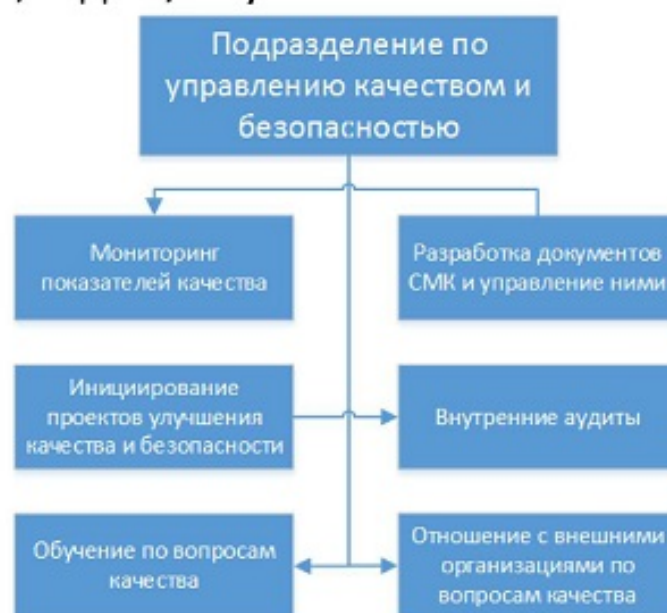 Подразделение по
управлению качеством и
безопасностью
Мониторинг
показателей качества
Разработка документов
СМК и управление ними
Инициирование
проектов улучшения
качества и безопасности
Внутренние аудиты
Обучение по вопросам
качества
Отношение с внешними
организациями по
вопросам качества